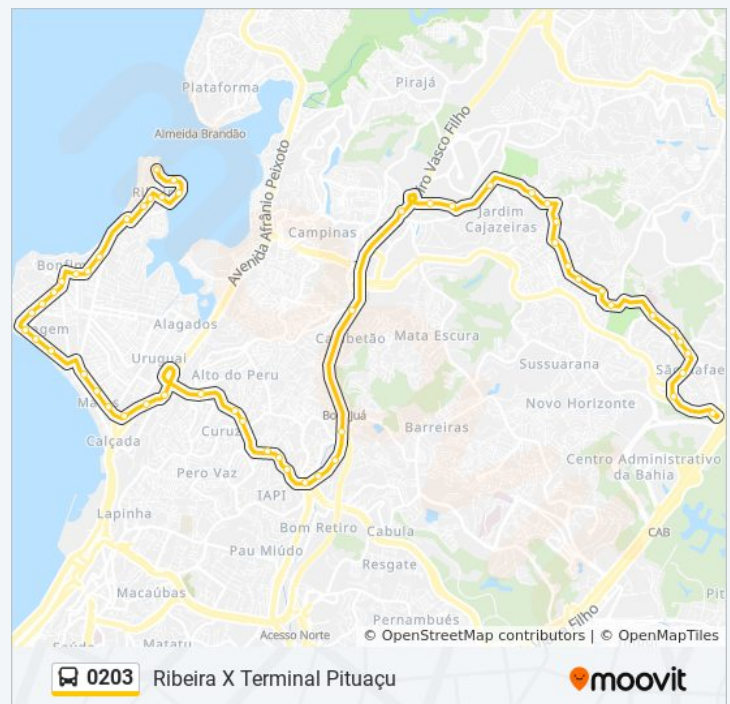 Plataforma
Pirajá
Almeida Brandão
Avenida Afrânio Peixoto
Jardim
Cajazeiras
Campinas
Alagados
Mata Escura
Uruguai
Alto do Peru
Sussuarana
Novo Horizonte
Barreiras
Calçada
Pero Vaz
Centro Administrativo
da Bahia
IAPI
Lapinha
Bom Retiro
Cabula
CAB
Pau Miúdo
Resgate
Macaúbas
Pernambués
Acesso Norte
Matatu
© OpenStreetMap contributors | © OpenMapTiles
0203
Ribeira X Terminal Pituaçu
moovit